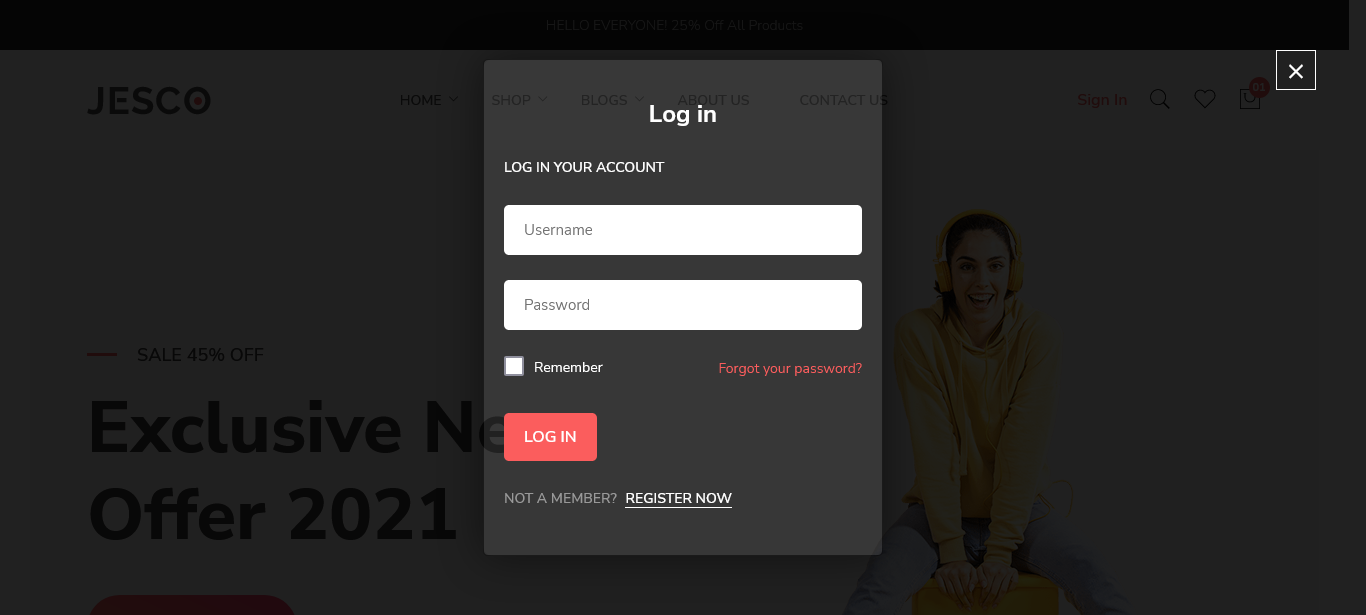 HELLO EVERYONE! 25% Off All Products
JESCO
HOME SHOP BLOGS ABOUT US CONTACT US
Sign In
01
Log in
LOG IN YOUR ACCOUNT
Username
Password
Remember
Forgot your password?
LOG IN
NOT A MEMBER? REGISTER NOW
SALE 45% OFF
Exclusive Ne
Offer 2021